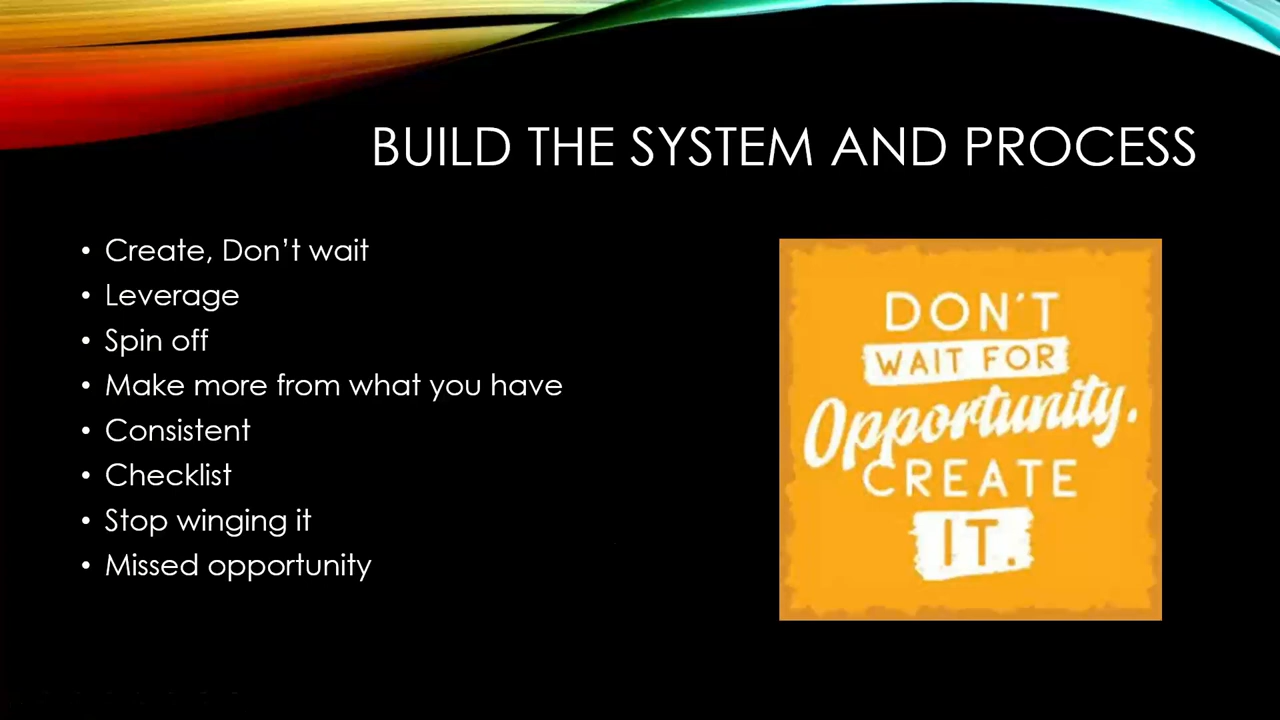 BUILD THE SYSTEM AND PROCESS
• Create, Don’t wait
• Leverage
• Spin off
• Make more from what you have
• Consistent
• Checklist
• Stop winging it
• Missed opportunity
DON'T
WAIT FOR
Opportunity.
CREATE
IT.